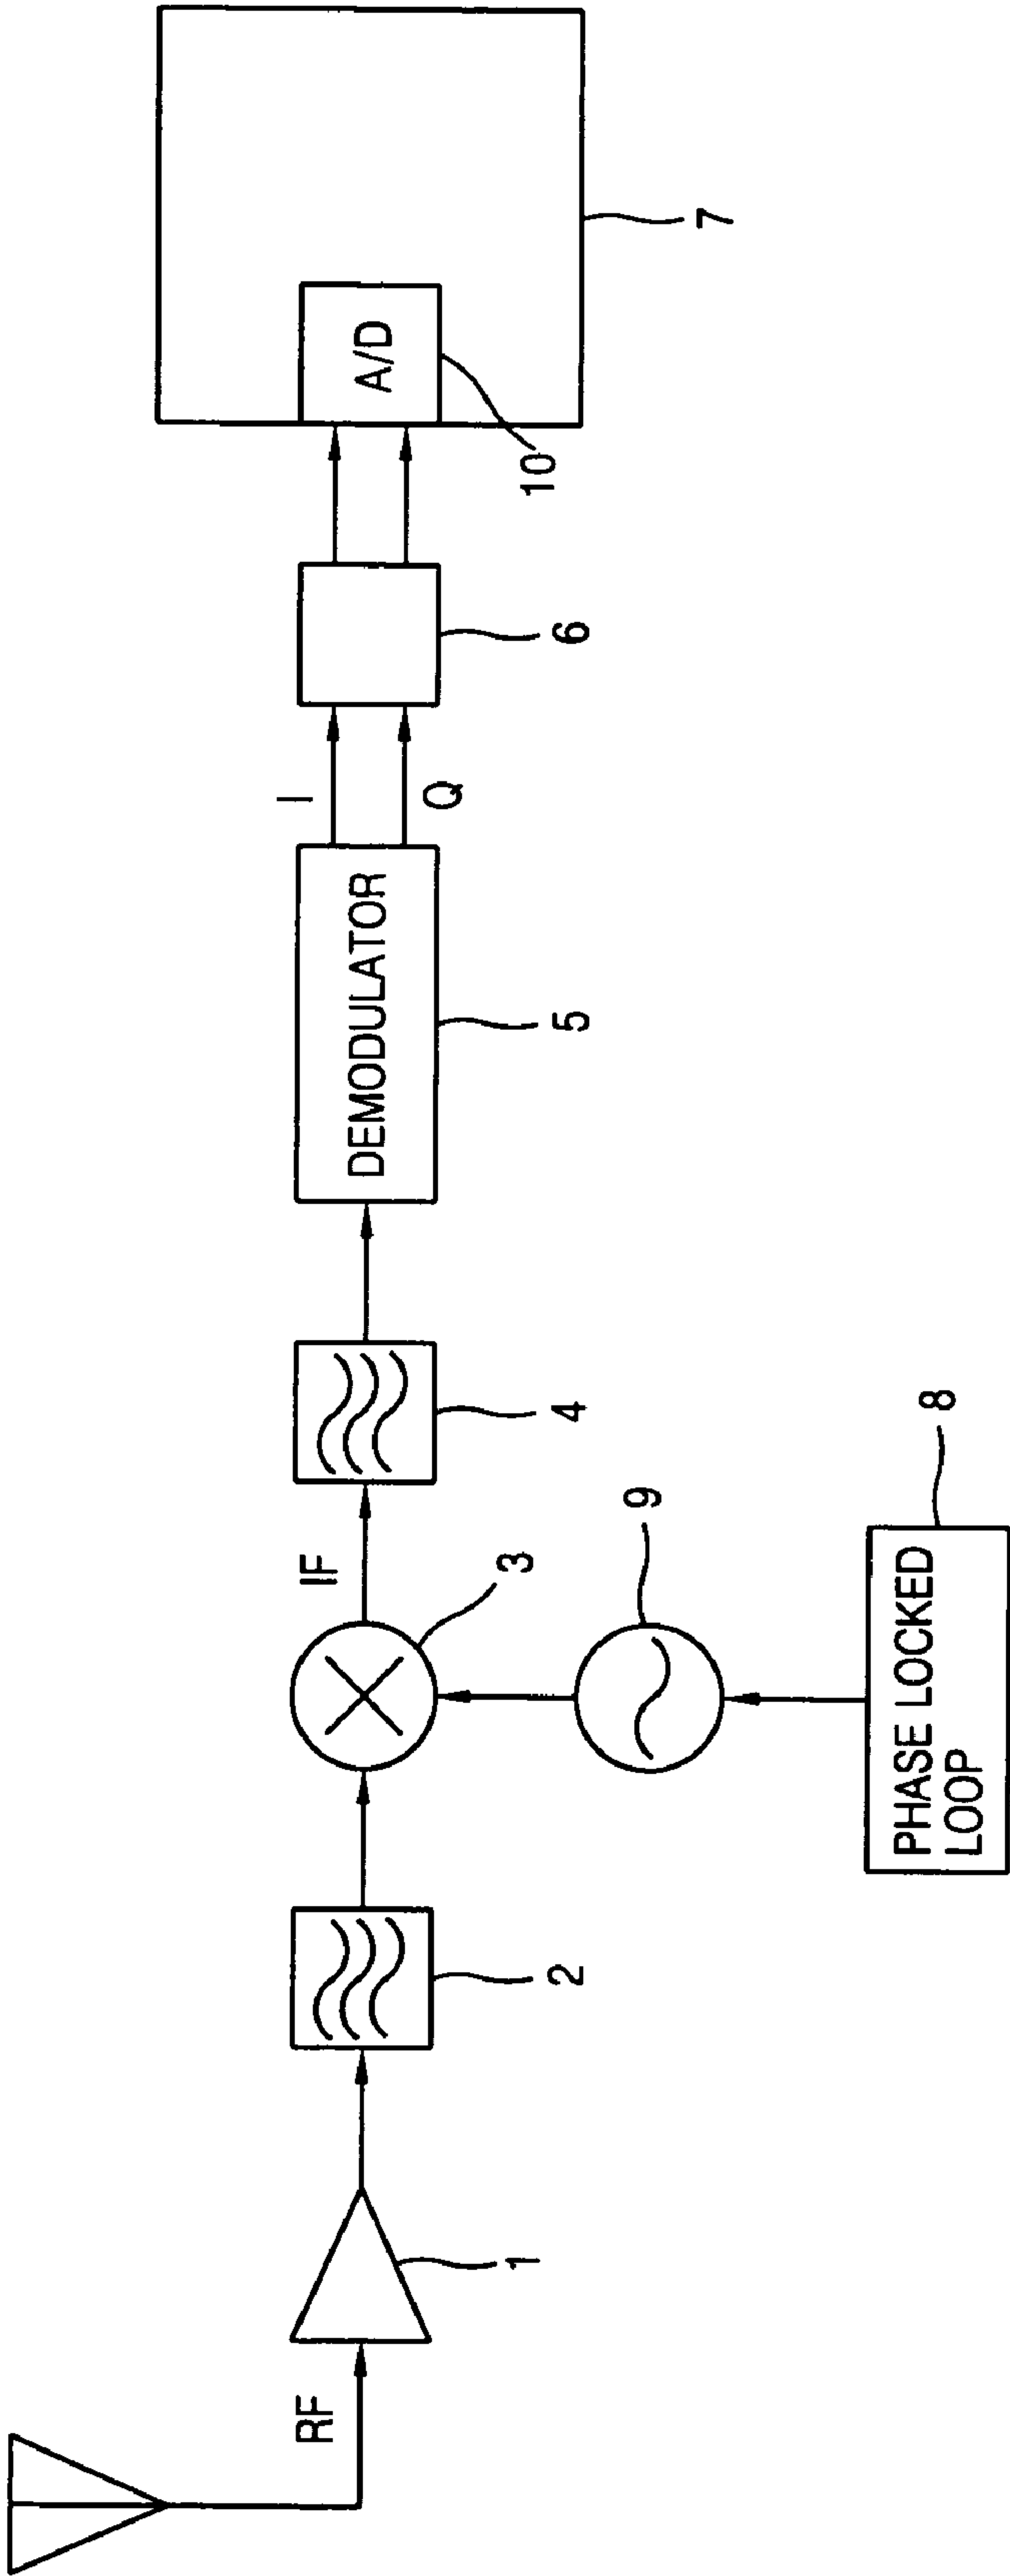 RF
1
2
3
IF
4
DEMODULATOR
5
I
Q
6
A/D
10
7
9
PHASE LOCKED
LOOP
8